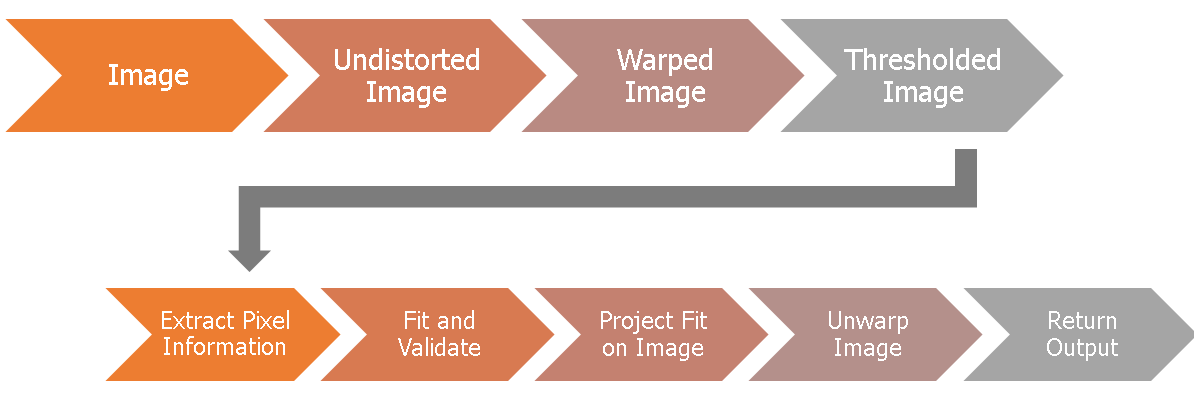 Image
Undistorted
Image
Warped
Image
Thresholded
Image
Extract Pixel
Information
Fit and
Validate
Project Fit
on Image
Unwarp
Image
Return
Output